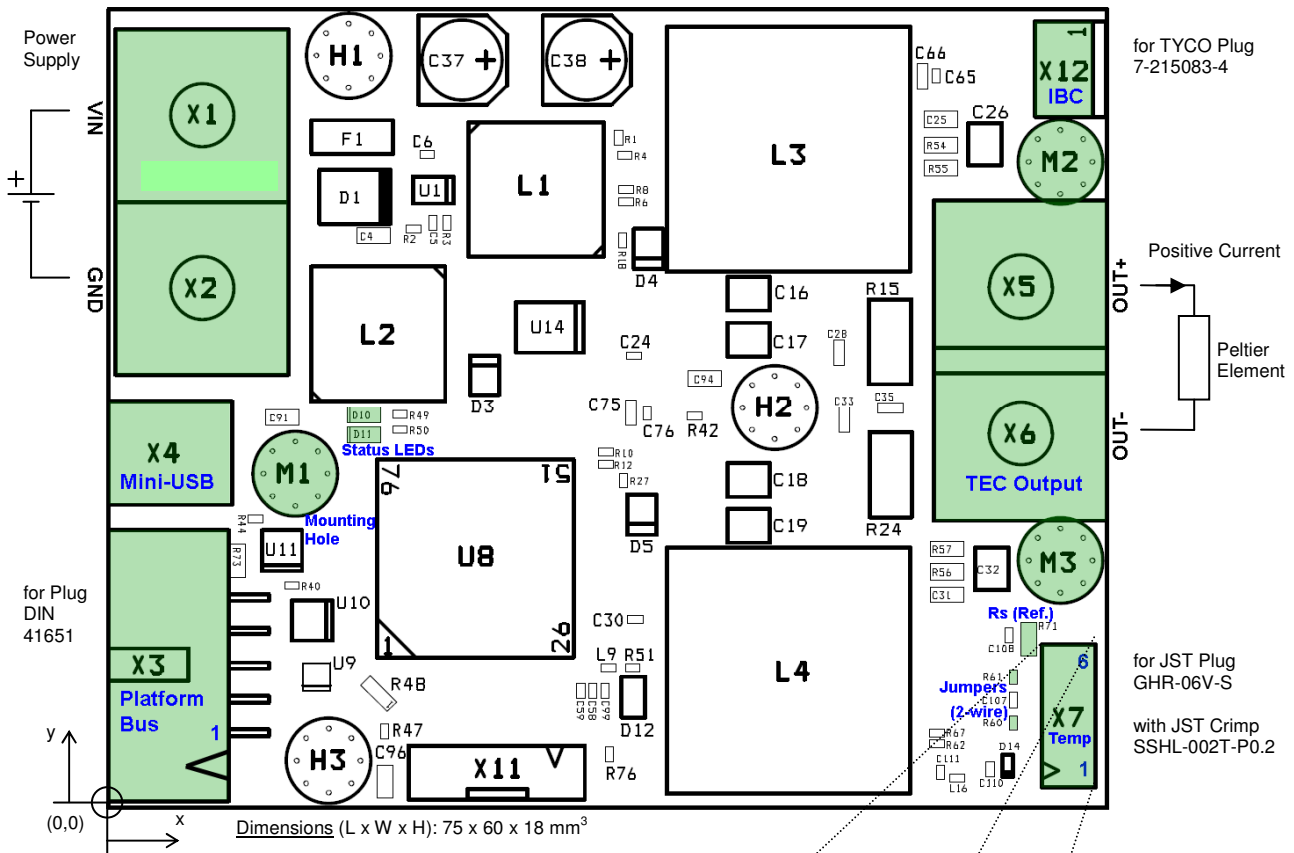 Power
Supply
VIN
GND
X1
X2
H1
C37
C38
F1
C6
D1
U1
C4
R2
C5
R3
L1
R1
R4
R8
R6
R18
D4
L3
C66
C65
C25
R54
R55
C26
X12
1
IBC
for TYCO Plug
7-215083-4
M2
L2
U14
D3
C24
C16
C17
R15
C28
C94
C75
C76
R42
H2
C33
C35
X5
OUT+
Positive Current
Peltier
Element
X6
OUT-
TEC Output
X4
Mini-USB
C91
D10
D11
R49
R50
Status LEDs
M1
Mounting
Hole
R44
R73
U11
R40
U10
U9
76
51
U8
1
26
R10
R12
R27
D5
C18
C19
R24
R57
R56
C31
C32
M3
for Plug
DIN
41651
X3
Platform
Bus
1
H3
R48
R47
C96
X11
C30
L9
R51
C59
C58
C99
D12
R76
L4
Rs (Ref.)
R71
C108
R61
Jumpers
C107
(2-wire)
R60
R67
R62
C111
L16
C110
D14
6
X7
Temp
1
for JST Plug
GHR-06V-S
with JST Crimp
SSHL-002T-P0.2
y
x
(0,0)
Dimensions (L x W x H): 75 x 60 x 18 mm³